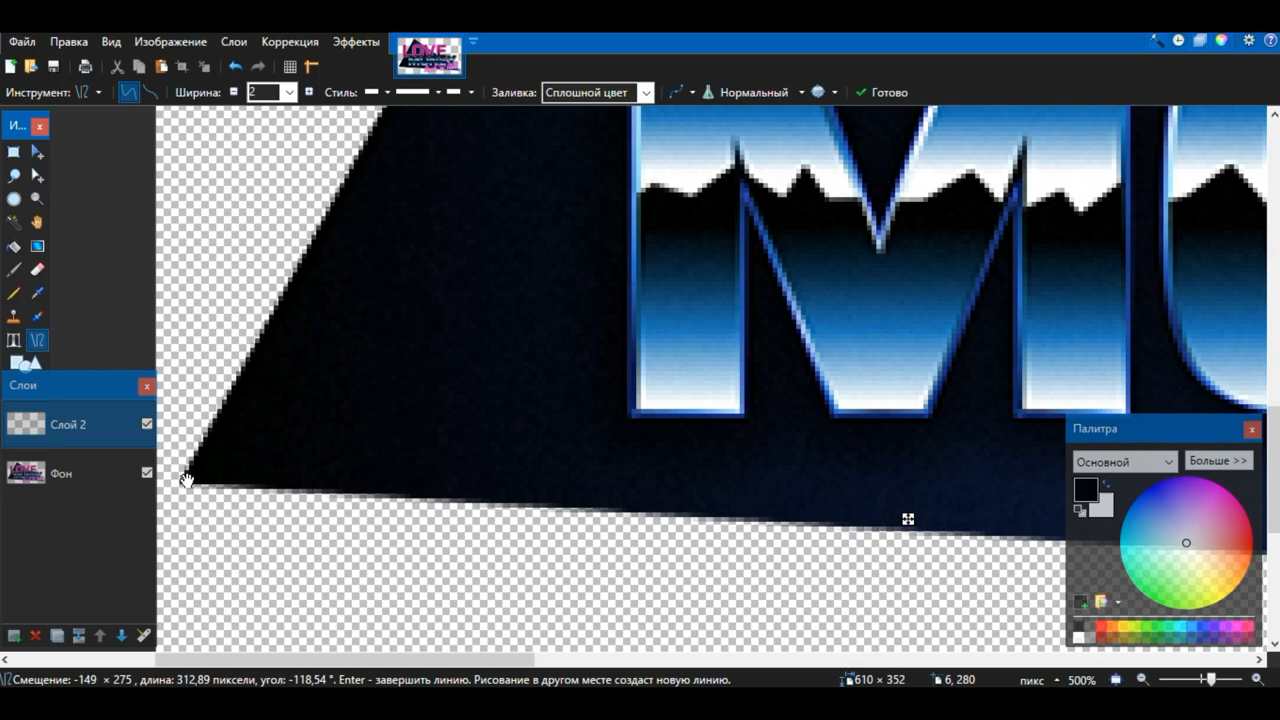 Файл Правка Вид Изображение Слои Коррекция Эффекты
LOVE
Инструмент: Ширина: 2 Стиль: Заливка: Сплошной цвет Нормальный Готово
И...
M
Слои
Слой 2
Фон
Палитра
Основной Больше >>
Смещение: -149 × 275 , длина: 312,89 пиксели, угол: -118,54 °. Enter - завершить линию. Рисование в другом месте создаст новую линию. 610 × 352 6, 280 пикс 500%